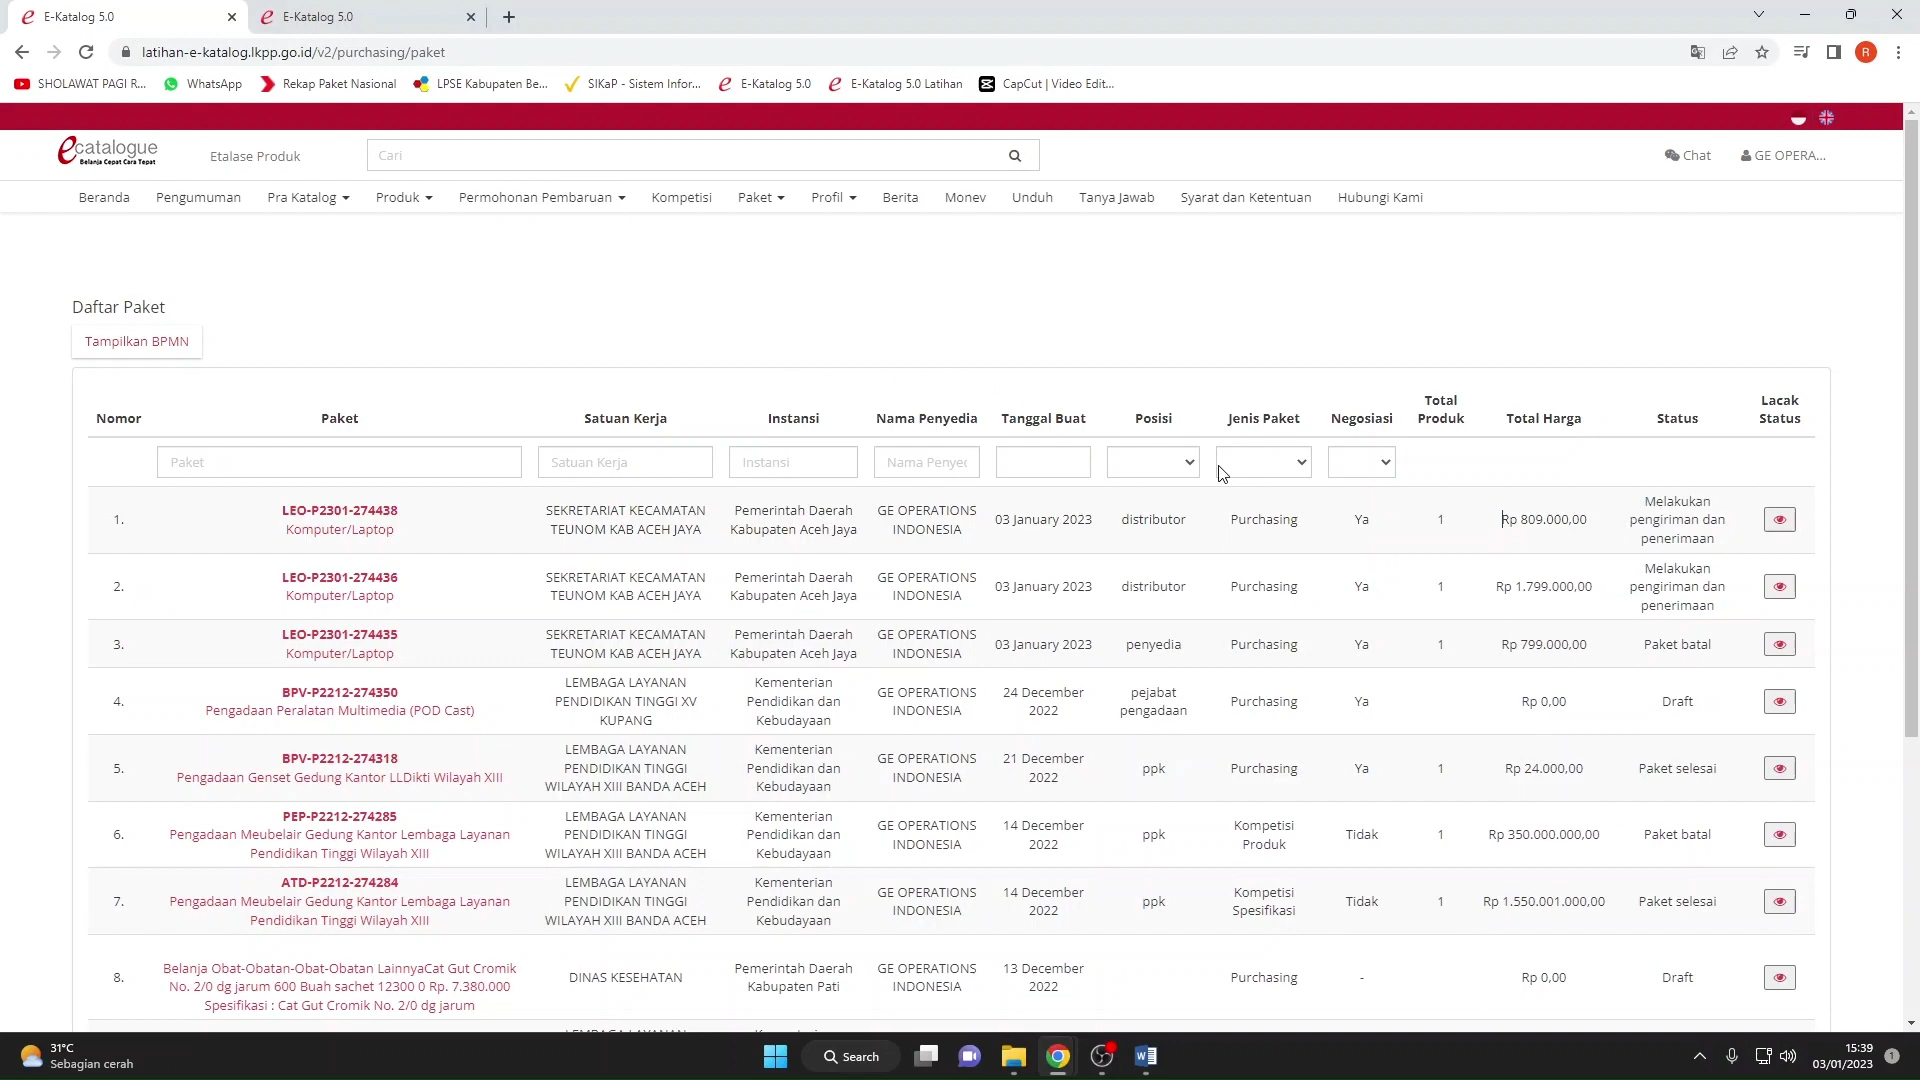 E-Katalog 5.0
E-Katalog 5.0
latihan-e-katalog.lkpp.go.id/v2/purchasing/paket
R
SHOLAWAT PAGI R...
WhatsApp
Rekap Paket Nasional
LPSE Kabupaten Be...
SIKaP - Sistem Infor...
E-Katalog 5.0
E-Katalog 5.0 Latihan
CapCut | Video Edit...
ecatalogue
Belanja Cepat Cara Tepat
Etalase Produk
Cari
Chat
GE OPERA...
Beranda
Pengumuman
Pra Katalog
Produk
Permohonan Pembaruan
Kompetisi
Paket
Profil
Berita
Monev
Unduh
Tanya Jawab
Syarat dan Ketentuan
Hubungi Kami
Daftar Paket
Tampilkan BPMN
Nomor
Paket
Satuan Kerja
Instansi
Nama Penyedia
Tanggal Buat
Posisi
Jenis Paket
Negosiasi
Total
Produk
Total Harga
Status
Lacak
Status
Paket
Satuan Kerja
Instansi
Nama Penyec
1.
LEO-P2301-274438
Komputer/Laptop
SEKRETARIAT KECAMATAN
TEUNOM KAB ACEH JAYA
Pemerintah Daerah
Kabupaten Aceh Jaya
GE OPERATIONS
INDONESIA
03 January 2023
distributor
Purchasing
Ya
1
Rp 809.000,00
Melakukan
pengiriman dan
penerimaan
2.
LEO-P2301-274436
Komputer/Laptop
SEKRETARIAT KECAMATAN
TEUNOM KAB ACEH JAYA
Pemerintah Daerah
Kabupaten Aceh Jaya
GE OPERATIONS
INDONESIA
03 January 2023
distributor
Purchasing
Ya
1
Rp 1.799.000,00
Melakukan
pengiriman dan
penerimaan
3.
LEO-P2301-274435
Komputer/Laptop
SEKRETARIAT KECAMATAN
TEUNOM KAB ACEH JAYA
Pemerintah Daerah
Kabupaten Aceh Jaya
GE OPERATIONS
INDONESIA
03 January 2023
penyedia
Purchasing
Ya
1
Rp 799.000,00
Paket batal
4.
BPV-P2212-274350
Pengadaan Peralatan Multimedia (POD Cast)
LEMBAGA LAYANAN
PENDIDIKAN TINGGI XV
KUPANG
Kementerian
Pendidikan dan
Kebudayaan
GE OPERATIONS
INDONESIA
24 December
2022
pejabat
pengadaan
Purchasing
Ya
Rp 0,00
Draft
5.
BPV-P2212-274318
Pengadaan Genset Gedung Kantor LLDikti Wilayah XIII
LEMBAGA LAYANAN
PENDIDIKAN TINGGI
WILAYAH XIII BANDA ACEH
Kementerian
Pendidikan dan
Kebudayaan
GE OPERATIONS
INDONESIA
21 December
2022
ppk
Purchasing
Ya
1
Rp 24.000,00
Paket selesai
6.
PEP-P2212-274285
Pengadaan Meubelair Gedung Kantor Lembaga Layanan
Pendidikan Tinggi Wilayah XIII
LEMBAGA LAYANAN
PENDIDIKAN TINGGI
WILAYAH XIII BANDA ACEH
Kementerian
Pendidikan dan
Kebudayaan
GE OPERATIONS
INDONESIA
14 December
2022
ppk
Kompetisi
Produk
Tidak
1
Rp 350.000.000,00
Paket batal
7.
ATD-P2212-274284
Pengadaan Meubelair Gedung Kantor Lembaga Layanan
Pendidikan Tinggi Wilayah XIII
LEMBAGA LAYANAN
PENDIDIKAN TINGGI
WILAYAH XIII BANDA ACEH
Kementerian
Pendidikan dan
Kebudayaan
GE OPERATIONS
INDONESIA
14 December
2022
ppk
Kompetisi
Spesifikasi
Tidak
1
Rp 1.550.001.000,00
Paket selesai
8.
Belanja Obat-Obatan-Obat-Obatan LainnyaCat Gut Cromik
No. 2/0 dg jarum 600 Buah sachet 12300 0 Rp. 7.380.000
Spesifikasi : Cat Gut Cromik No. 2/0 dg jarum
DINAS KESEHATAN
Pemerintah Daerah
Kabupaten Pati
GE OPERATIONS
INDONESIA
13 December
2022
Purchasing
-
Rp 0,00
Draft
31°C
Sebagian cerah
Search
15:39
03/01/2023
1